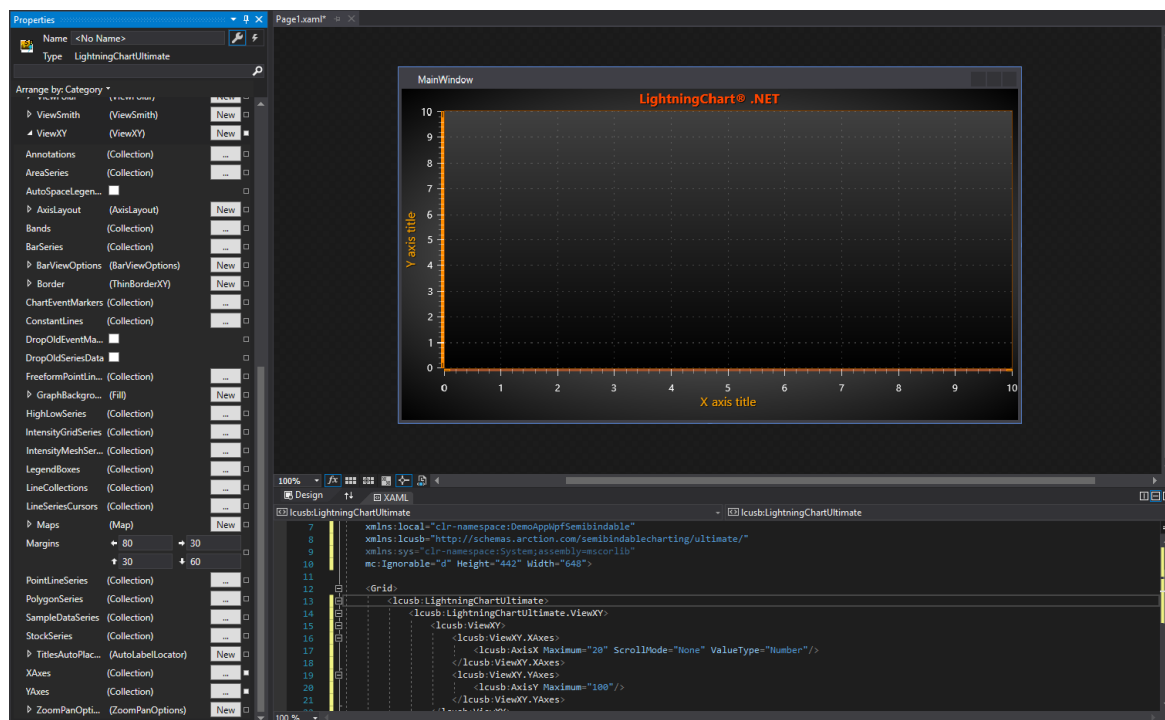 Properties
Name <No Name>
Type LightningChartUltimate
Arrange by: Category
ViewPolar (ViewPolar) New
ViewSmith (ViewSmith) New
ViewXY (ViewXY) New
Annotations (Collection) ...
AreaSeries (Collection) ...
AutoSpaceLegen...
AxisLayout (AxisLayout) New
Bands (Collection) ...
BarSeries (Collection) ...
BarViewOptions (BarViewOptions) New
Border (ThinBorderXY) New
ChartEventMarkers (Collection) ...
ConstantLines (Collection) ...
DropOldEventMa...
DropOldSeriesData
FreeformPointLin... (Collection) ...
GraphBackgro... (Fill) New
HighLowSeries (Collection) ...
IntensityGridSeries (Collection) ...
IntensityMeshSer... (Collection) ...
LegendBoxes (Collection) ...
LineCollections (Collection) ...
LineSeriesCursors (Collection) ...
Maps (Map) New
Margins 80 30
30 60
PointLineSeries (Collection) ...
PolygonSeries (Collection) ...
SampleDataSeries (Collection) ...
StockSeries (Collection) ...
TitlesAutoPlac... (AutoLabelLocator) New
XAxes (Collection) ...
YAxes (Collection) ...
ZoomPanOpti... (ZoomPanOptions) New
Page1.xaml*
MainWindow
LightningChart® .NET
10
9
8
7
6
5
4
3
2
1
0
Y axis title
0 1 2 3 4 5 6 7 8 9 10
X axis title
100% fx
Design XAML
lcusb:LightningChartUltimate lcusb:LightningChartUltimate
7 xmlns:local="clr-namespace:DemoAppWpfSemibindable"
8 xmlns:lcusb="http://schemas.arction.com/semibindablecharting/ultimate/"
9 xmlns:sys="clr-namespace:System;assembly=mscorlib"
10 mc:Ignorable="d" Height="442" Width="648">
11
12 <Grid>
13 <lcusb:LightningChartUltimate>
14 <lcusb:LightningChartUltimate.ViewXY>
15 <lcusb:ViewXY>
16 <lcusb:ViewXY.XAxes>
17 <lcusb:AxisX Maximum="20" ScrollMode="None" ValueType="Number"/>
18 </lcusb:ViewXY.XAxes>
19 <lcusb:ViewXY.YAxes>
20 <lcusb:AxisY Maximum="100"/>
21 </lcusb:ViewXY.YAxes>
100 %